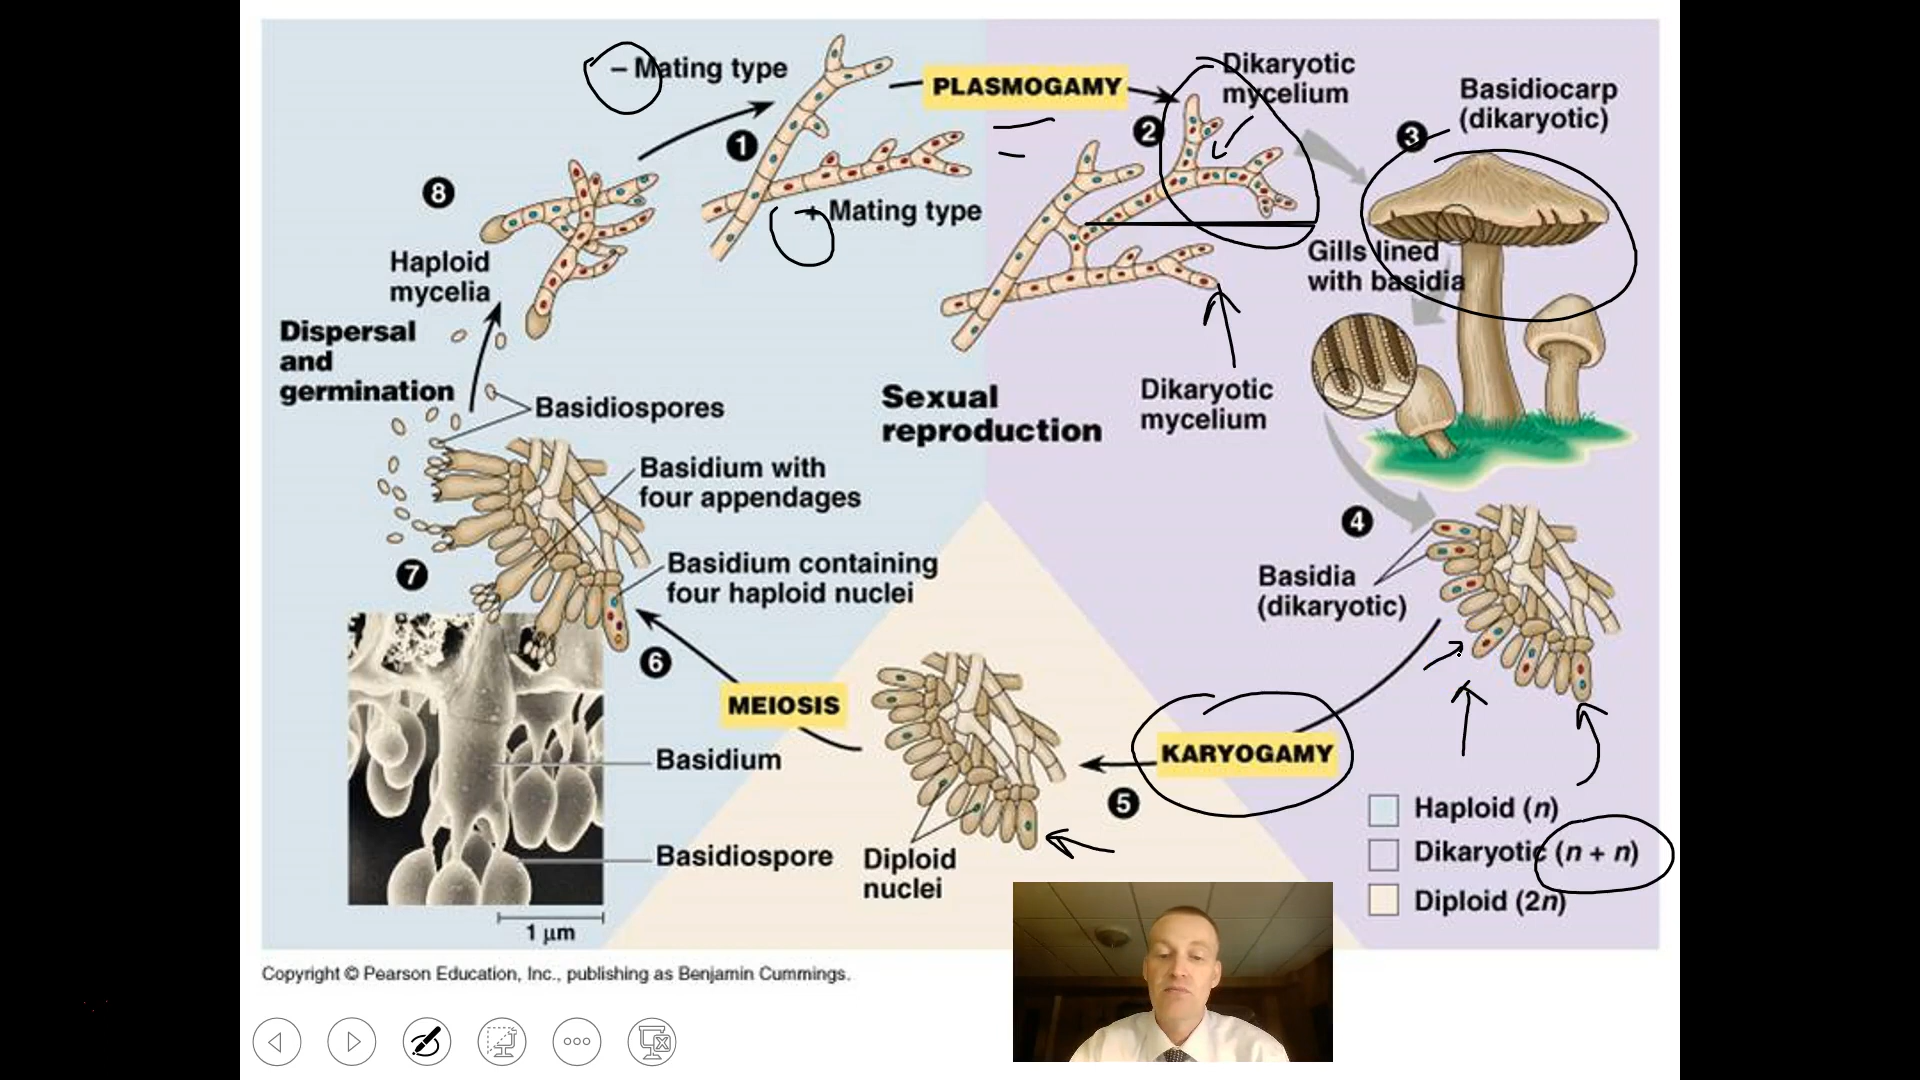 – Mating type
PLASMOGAMY
Dikaryotic
mycelium
Basidiocarp
(dikaryotic)
1
2
3
8
+ Mating type
Haploid
mycelia
Gills lined
with basidia
Dispersal
and
germination
Basidiospores
Sexual
reproduction
Dikaryotic
mycelium
Basidium with
four appendages
4
Basidia
(dikaryotic)
7
Basidium containing
four haploid nuclei
6
MEIOSIS
KARYOGAMY
5
Basidium
Basidiospore
Diploid
nuclei
Haploid (n)
Dikaryotic (n + n)
Diploid (2n)
1 µm
Copyright © Pearson Education, Inc., publishing as Benjamin Cummings.